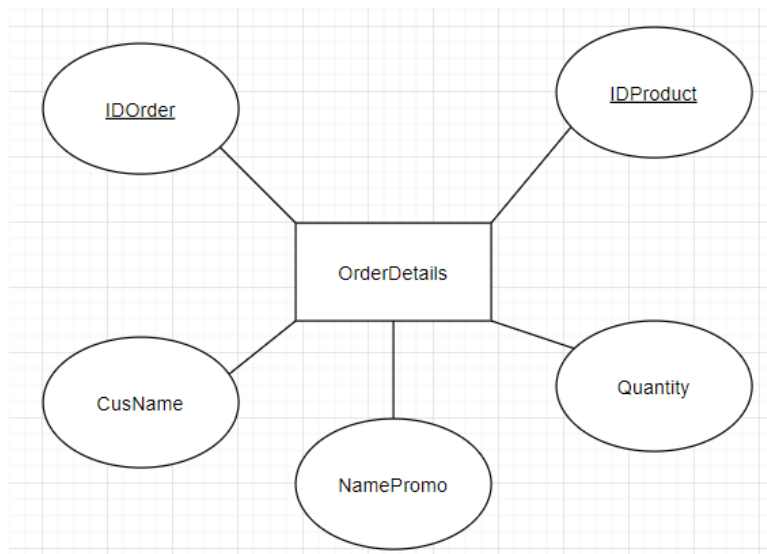 IDOrder
IDProduct
OrderDetails
CusName
Quantity
NamePromo